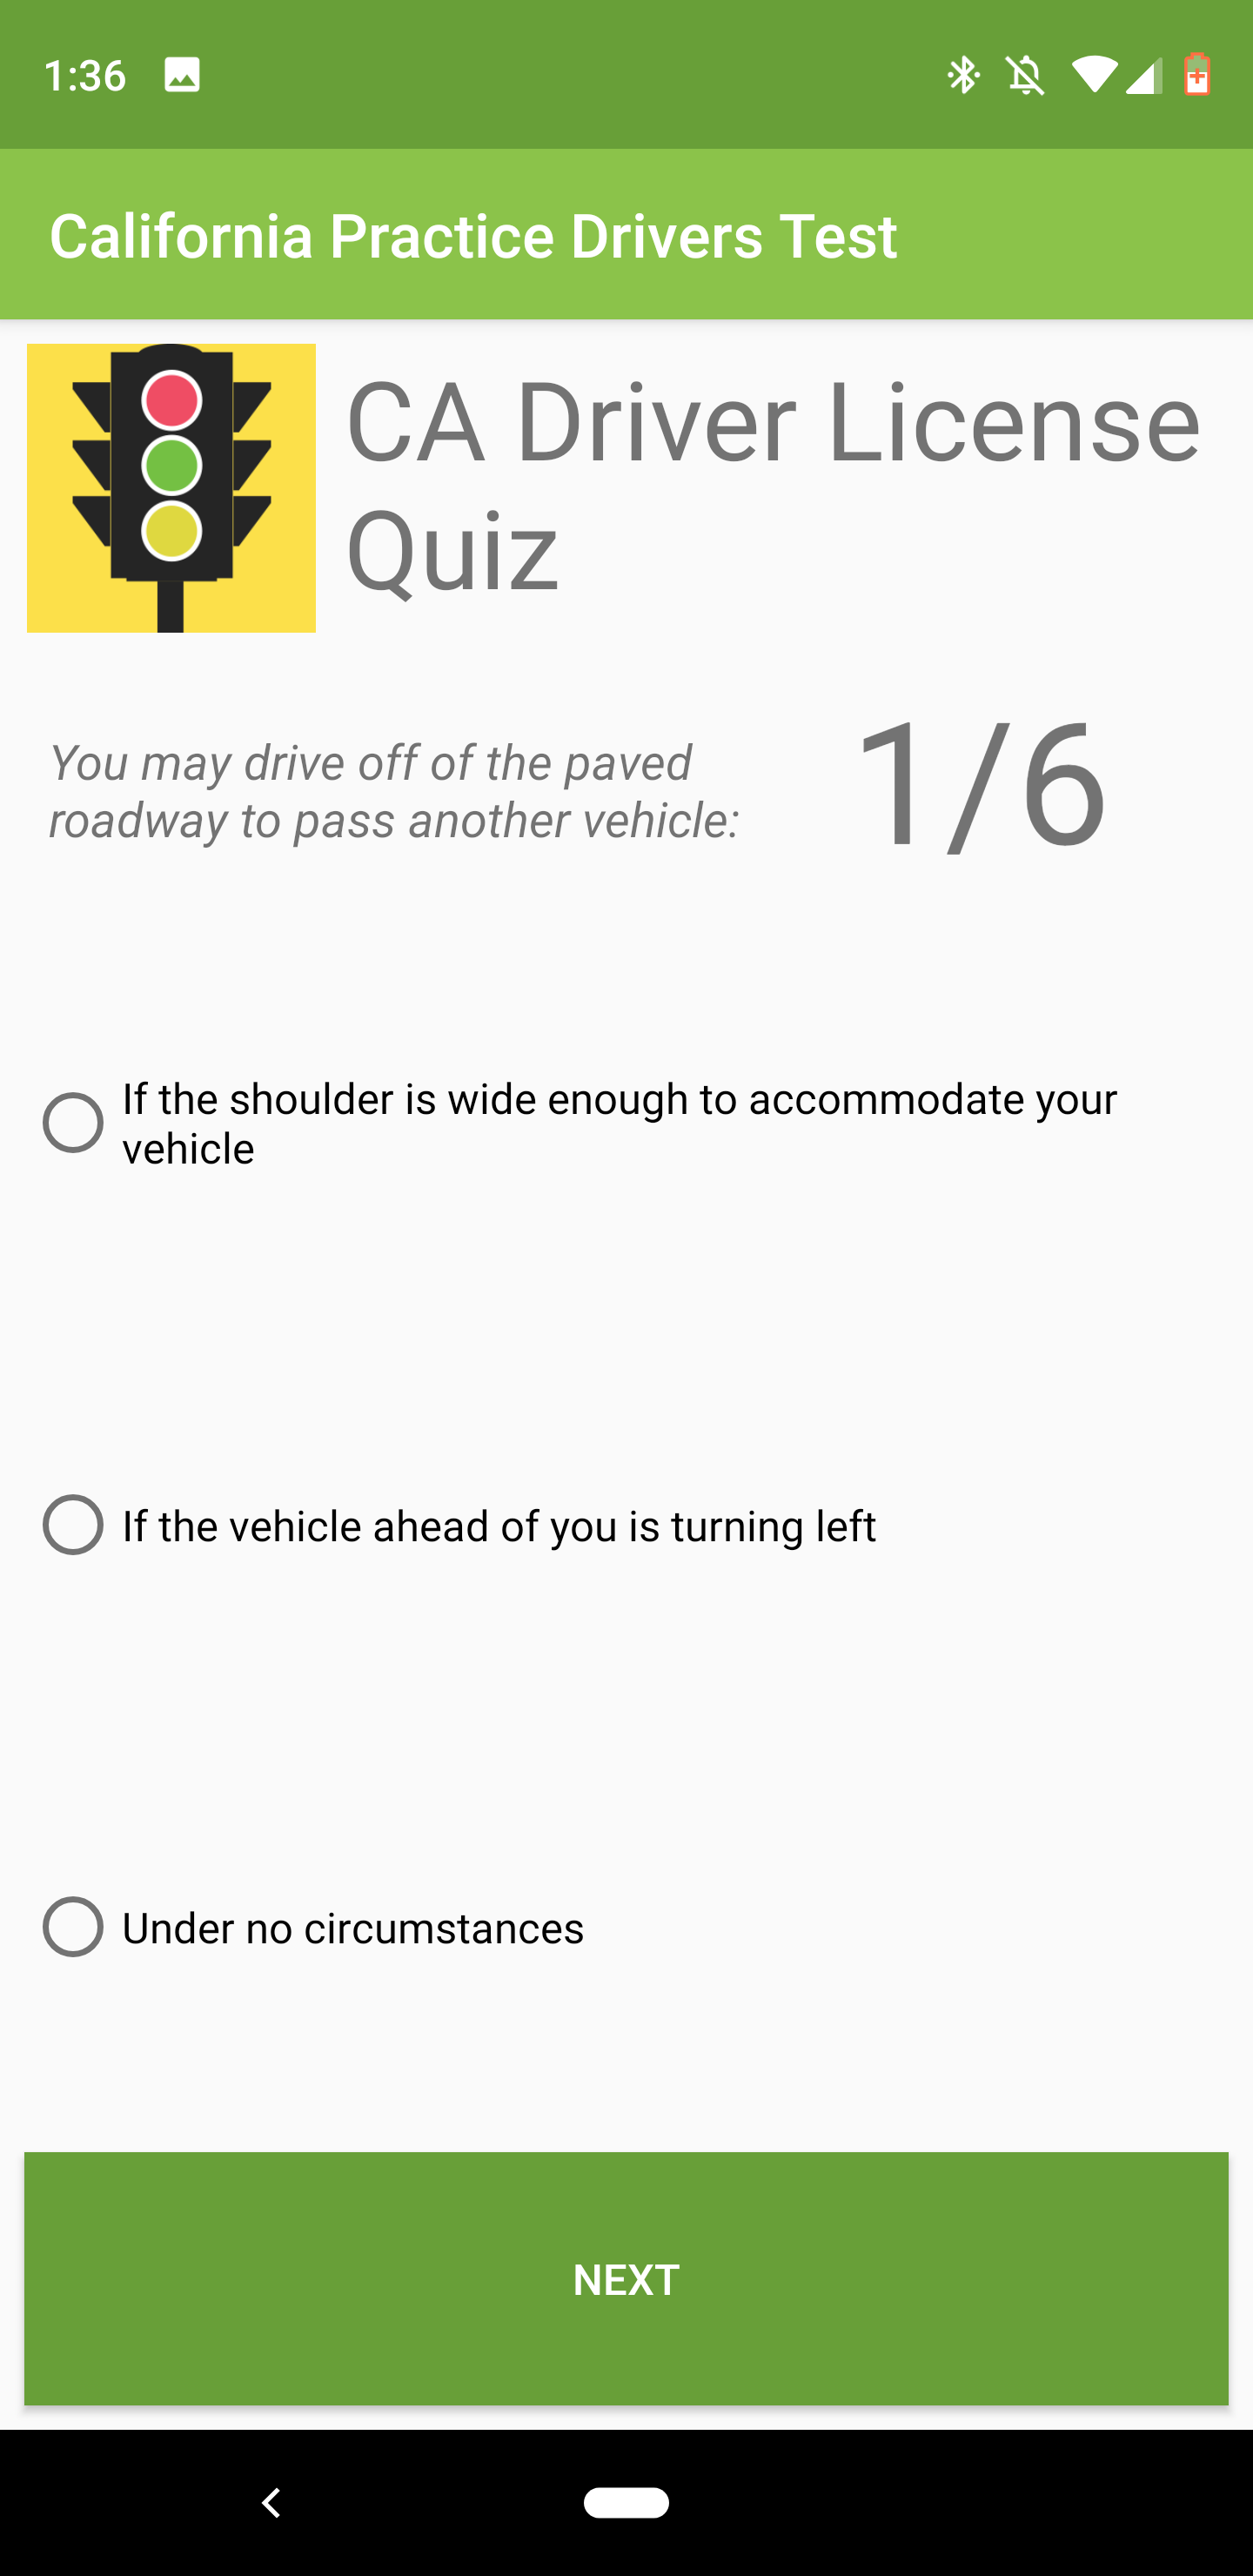 1:36
California Practice Drivers Test
CA Driver License
Quiz
You may drive off of the paved
roadway to pass another vehicle:
1/6
If the shoulder is wide enough to accommodate your
vehicle
If the vehicle ahead of you is turning left
Under no circumstances
NEXT